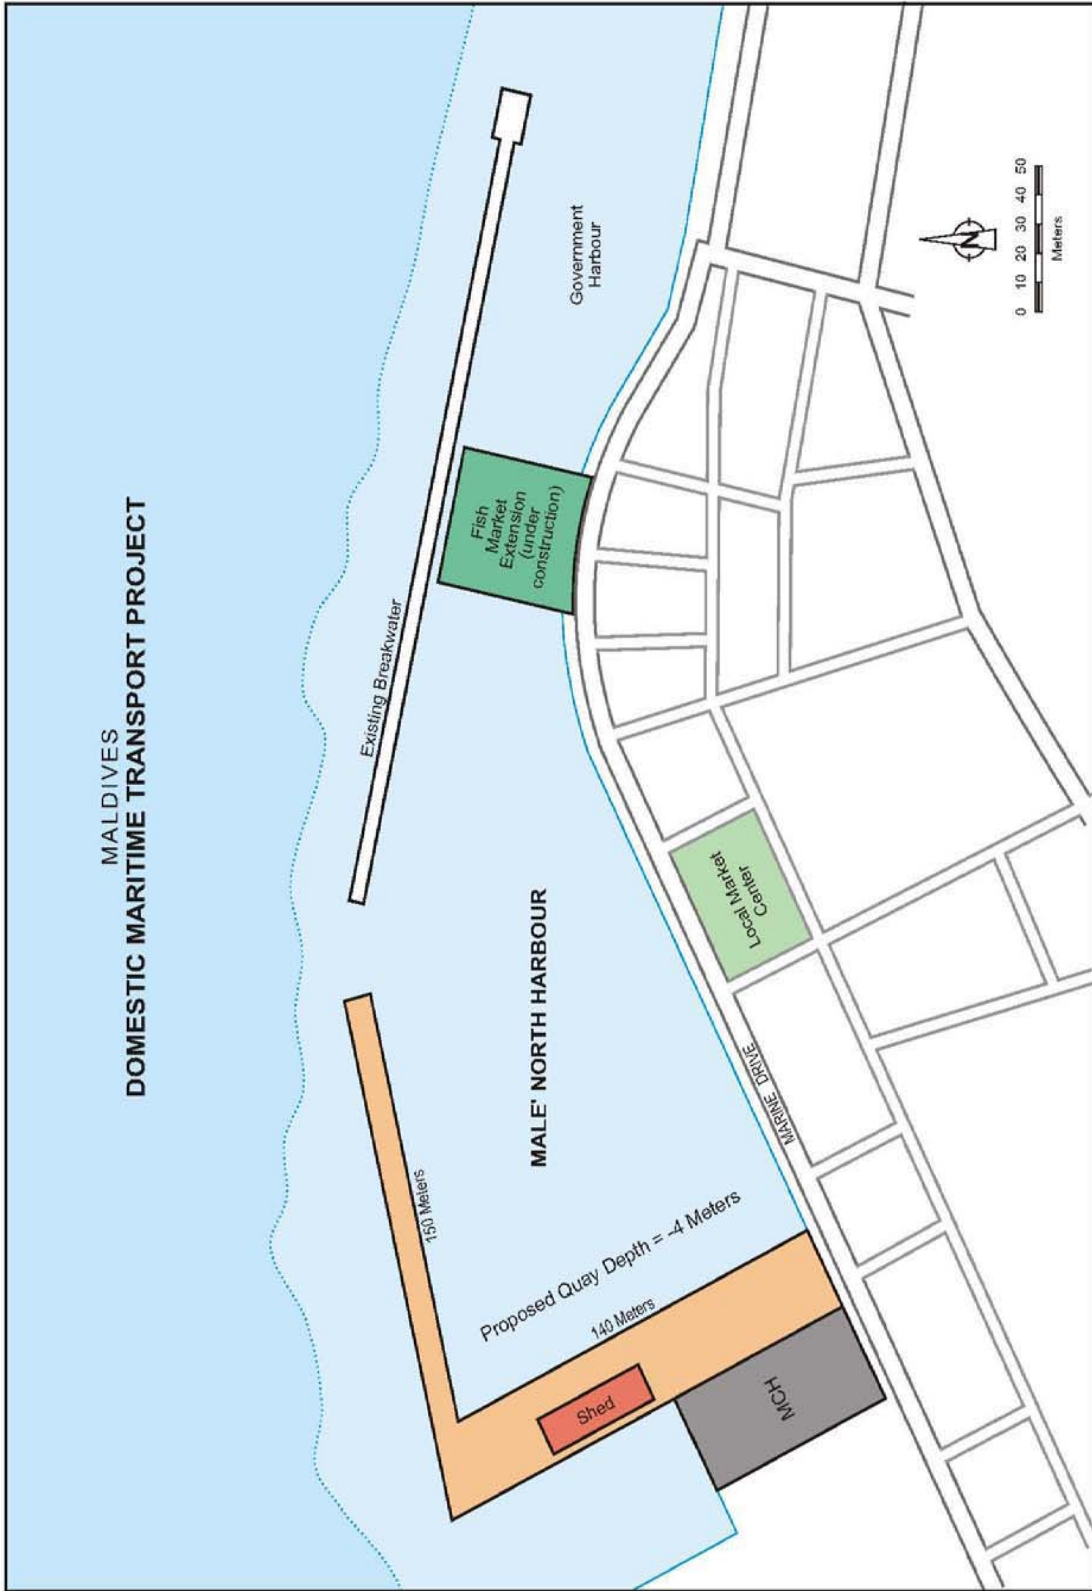 MALDIVES
DOMESTIC MARITIME TRANSPORT PROJECT
Existing Breakwater
Government
Harbour
Fish
Market
Extension
(under
construction)
MALE' NORTH HARBOUR
150 Meters
Proposed Quay Depth = -4 Meters
140 Meters
Shed
MCH
MARINE DRIVE
Local Market
Center
N
0 10 20 30 40 50
Meters